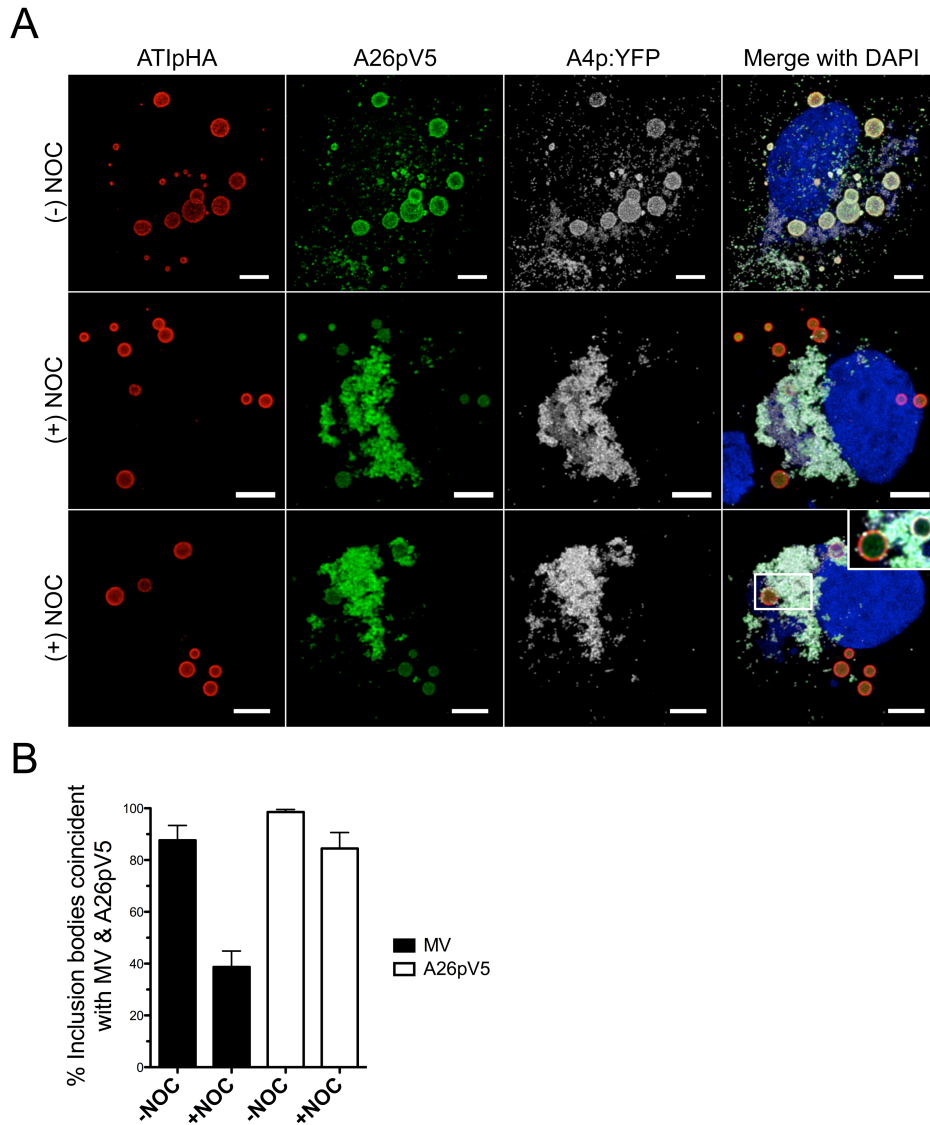 A
ATIpHA A26pV5 A4p:YFP Merge with DAPI
(-) NOC
(+) NOC
(+) NOC
B
% Inclusion bodies coincident
with MV & A26pV5
100
80
60
40
20
0
-NOC +NOC -NOC +NOC
MV
A26pV5